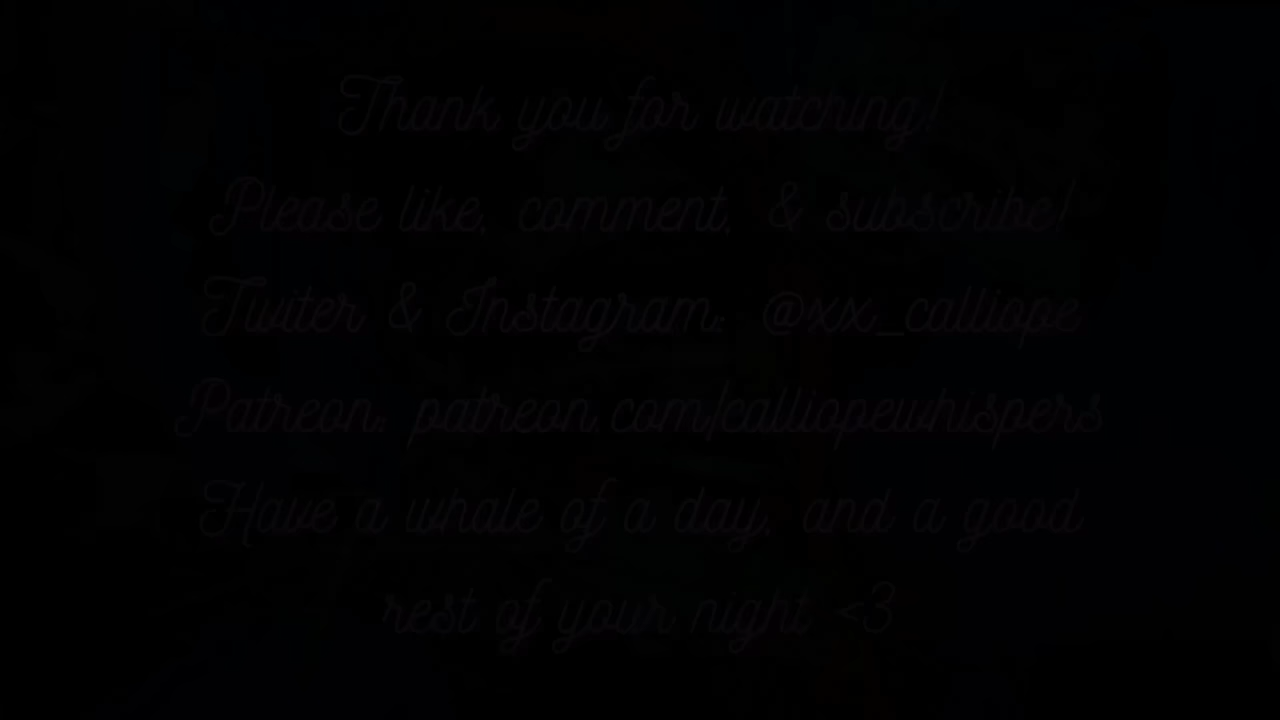 Thank you for watching!
Please like, comment, & subscribe!
Twiter & Instagram: @xx_calliope
Patreon: patreon.com/calliopewhispers
Have a whale of a day, and a good
rest of your night <3